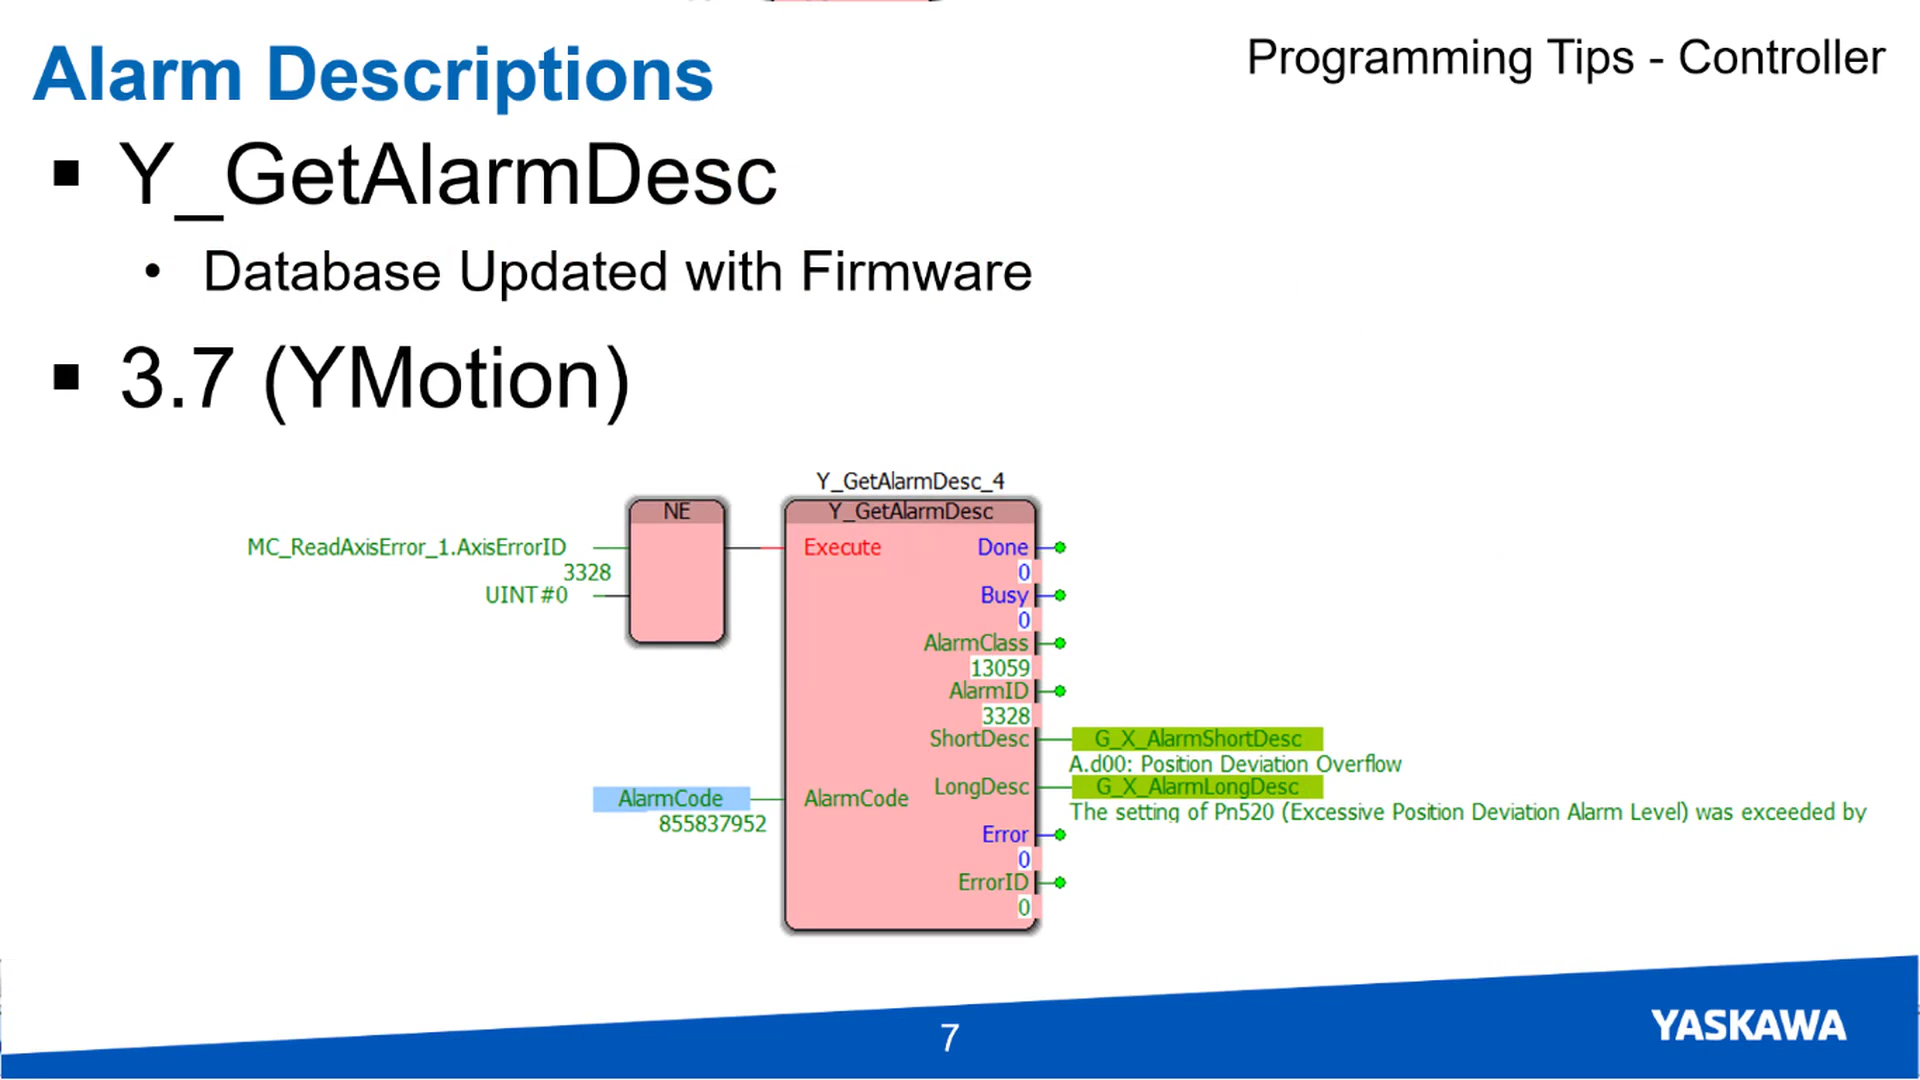 Alarm Descriptions
Programming Tips - Controller
▪ Y_GetAlarmDesc
• Database Updated with Firmware
▪ 3.7 (YMotion)
Y_GetAlarmDesc_4
NE
Y_GetAlarmDesc
MC_ReadAxisError_1.AxisErrorID
3328
UINT#0
Execute
Done
0
Busy
0
AlarmClass
13059
AlarmID
3328
ShortDesc
G_X_AlarmShortDesc
A.d00: Position Deviation Overflow
LongDesc
G_X_AlarmLongDesc
The setting of Pn520 (Excessive Position Deviation Alarm Level) was exceeded by
AlarmCode
855837952
AlarmCode
Error
0
ErrorID
0
7
YASKAWA